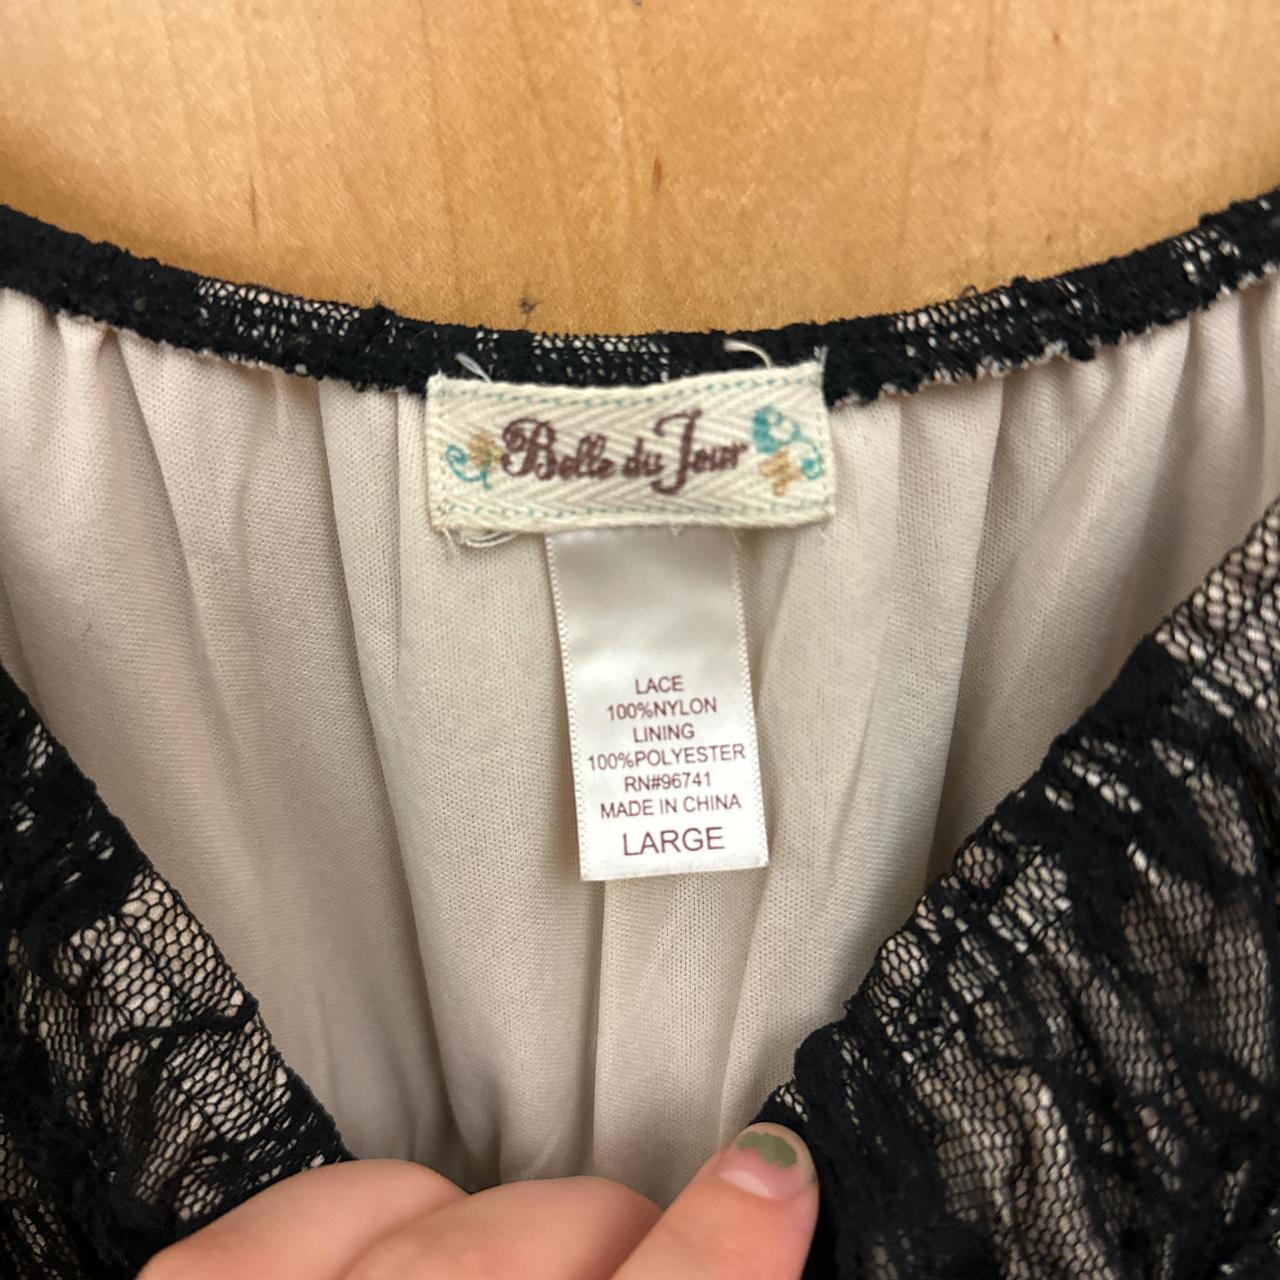 Belle du Jour
LACE
100%NYLON
LINING
100%POLYESTER
RN#96741
MADE IN CHINA
LARGE